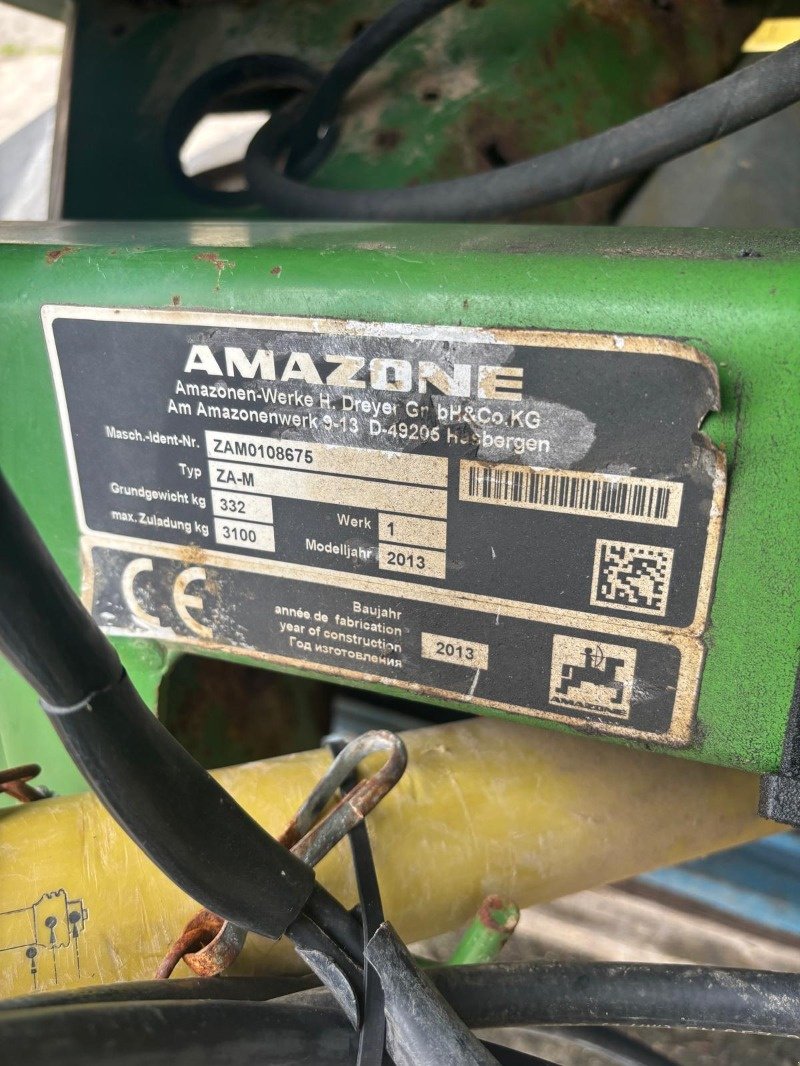 AMAZONE
Amazonen-Werke H. Dreyer GmbH&Co.KG
Am Amazonenwerk 9-13 D-49205 Hasbergen
Masch.-Ident-Nr. ZAM0108675
Typ ZA-M
Grundgewicht kg 332 Werk 1
max. Zuladung kg 3100 Modelljahr 2013
CE
Baujahr
année de fabrication
year of construction 2013
Год изготовления
AMAZONE